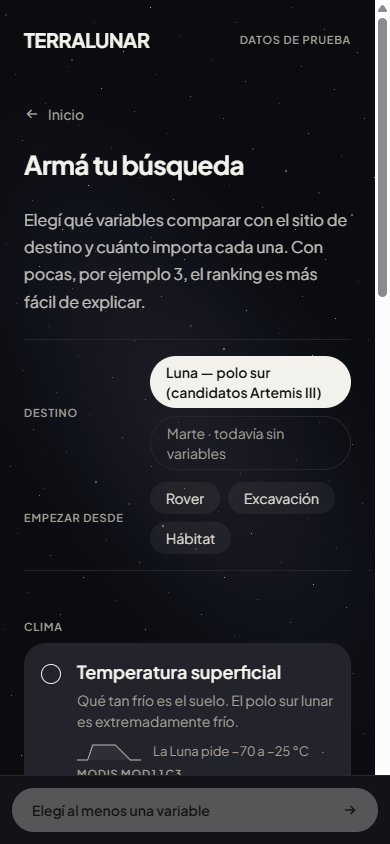 TERRALUNAR
DATOS DE PRUEBA
← Inicio
Armá tu búsqueda
Elegí qué variables comparar con el sitio de
destino y cuánto importa cada una. Con
pocas, por ejemplo 3, el ranking es más
fácil de explicar.
DESTINO
Luna — polo sur
(candidatos Artemis III)
Marte · todavía sin
variables
EMPEZAR DESDE
Rover
Excavación
Hábitat
CLIMA
Temperatura superficial
Qué tan frío es el suelo. El polo sur lunar
es extremadamente frío.
La Luna pide −70 a −25 °C ·
MODIS MOD11C3
Elegí al menos una variable →